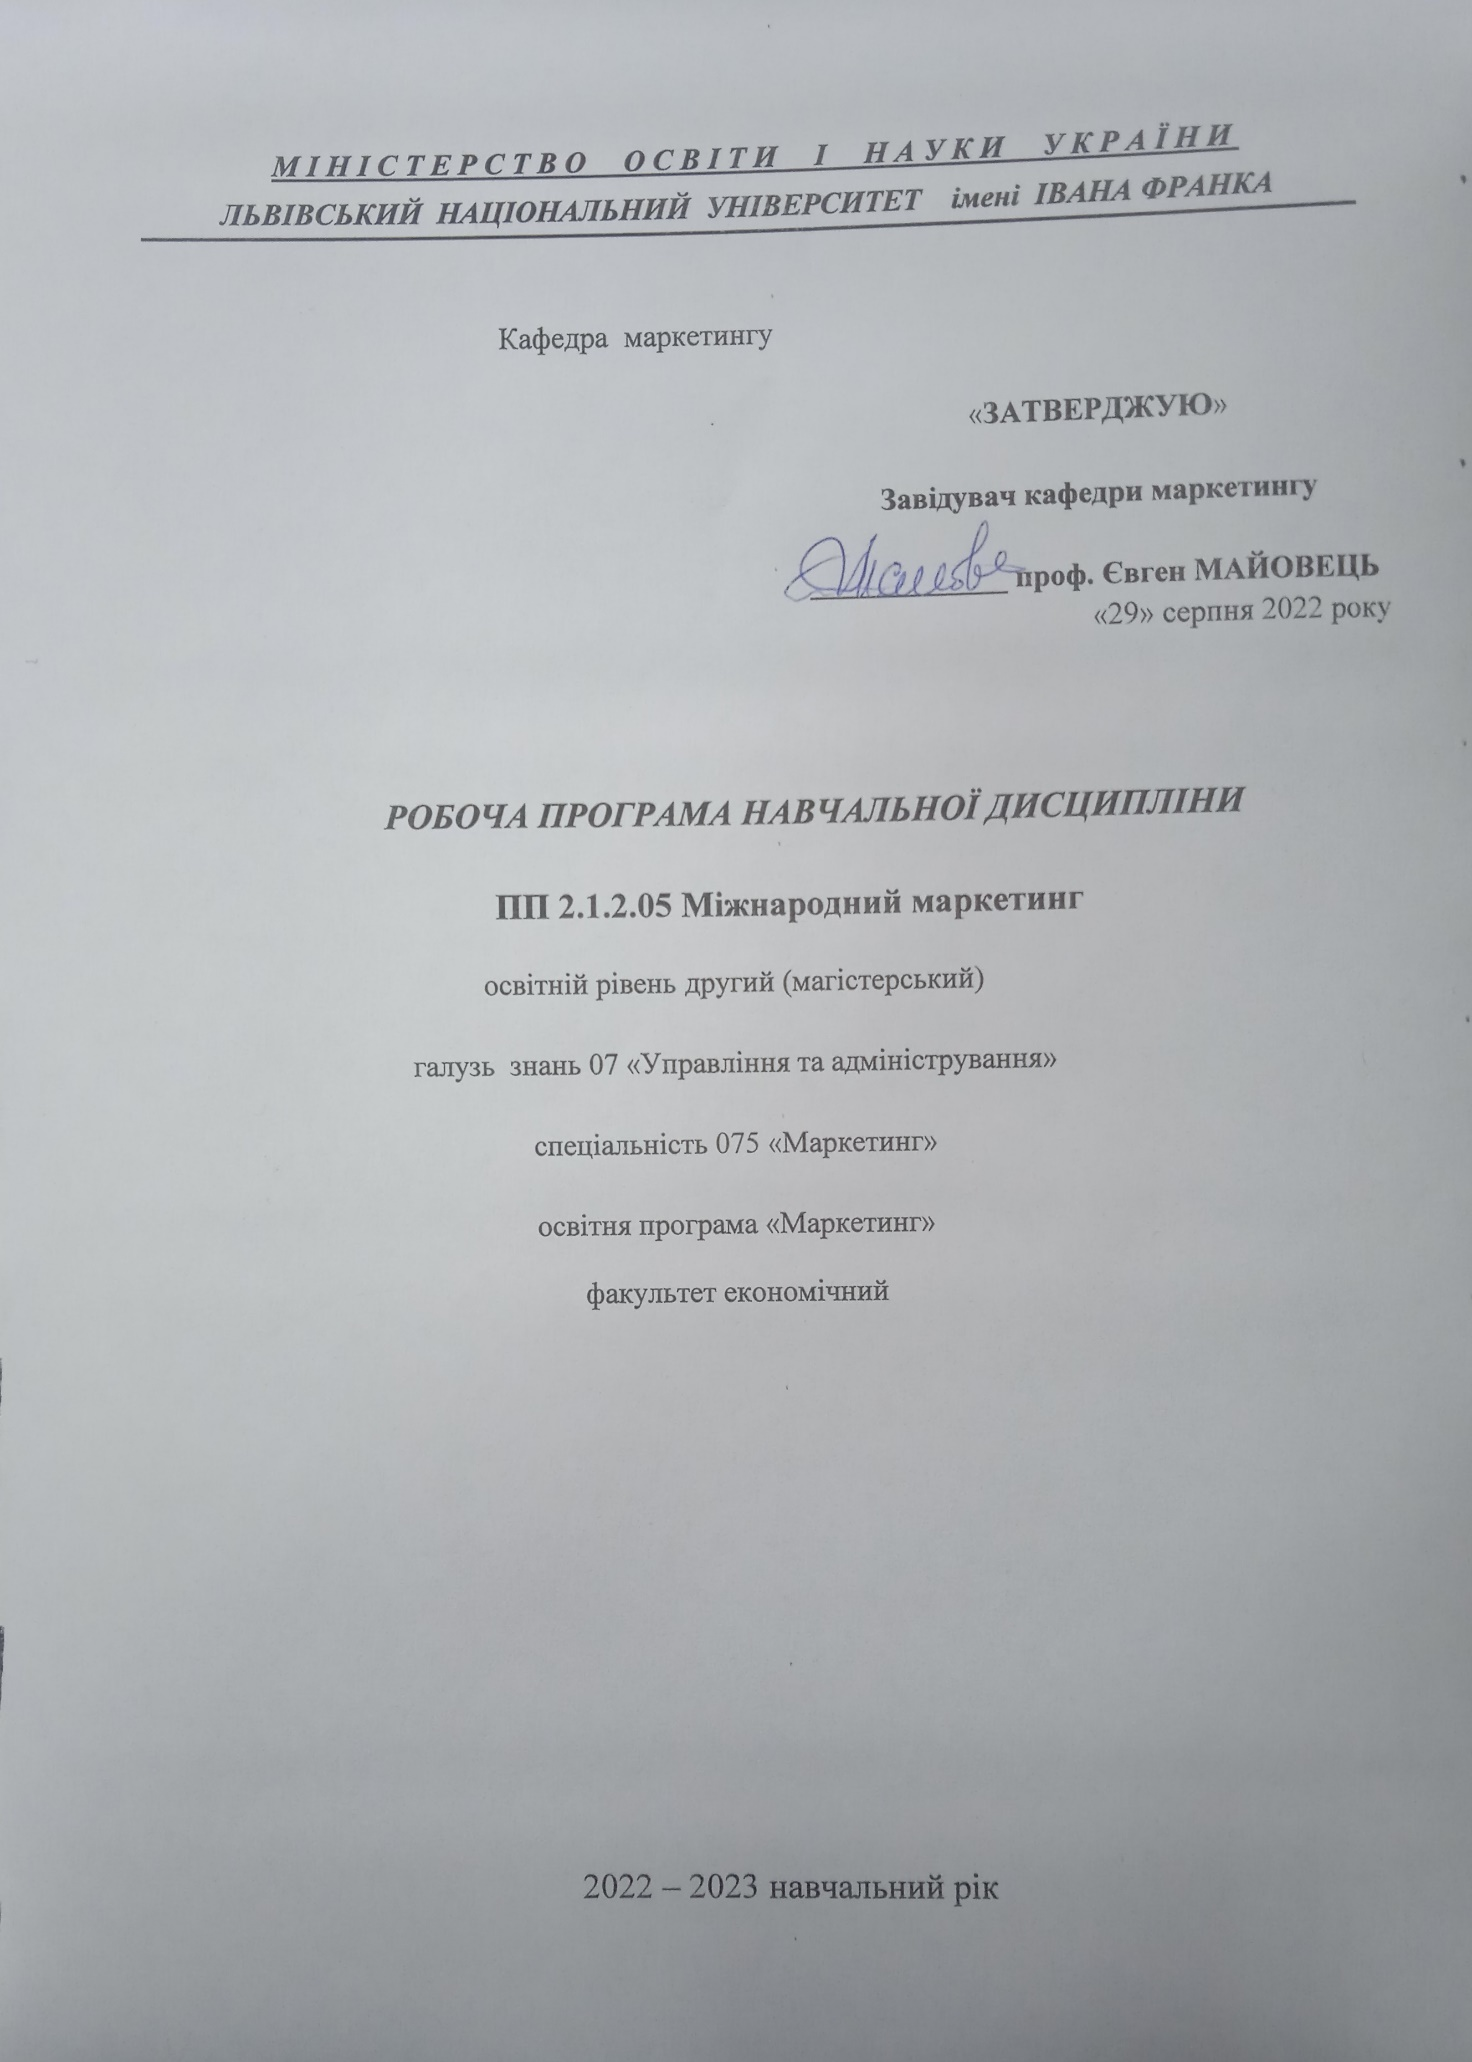 МІНІСТЕРСТВО ОСВІТИ І НАУКИ УКРАЇНИ
ЛЬВІВСЬКИЙ НАЦІОНАЛЬНИЙ УНІВЕРСИТЕТ імені ІВАНА ФРАНКА
Кафедра маркетингу
«ЗАТВЕРДЖУЮ»
Завідувач кафедри маркетингу
проф. Євген МАЙОВЕЦЬ
«29» серпня 2022 року
РОБОЧА ПРОГРАМА НАВЧАЛЬНОЇ ДИСЦИПЛІНИ
ПП 2.1.2.05 Міжнародний маркетинг
освітній рівень другий (магістерський)
галузь знань 07 «Управління та адміністрування»
спеціальність 075 «Маркетинг»
освітня програма «Маркетинг»
факультет економічний
2022 – 2023 навчальний рік